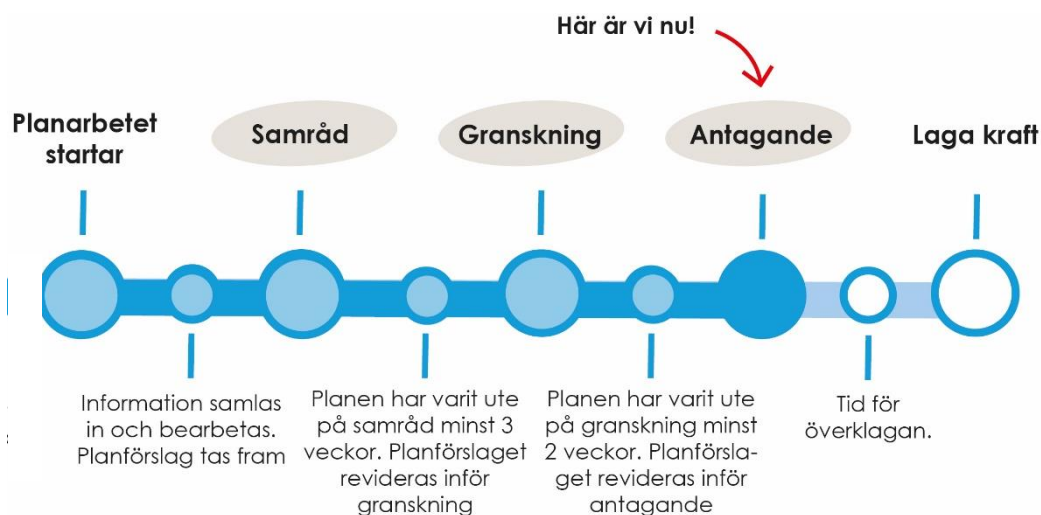 Här är vi nu!
Planarbetet
startar
Samråd
Granskning
Antagande
Laga kraft
Information samlas
in och bearbetas.
Planförslag tas fram
Planen har varit ute
på samråd minst 3
veckor. Planförslaget
revideras inför
granskning
Planen har varit ute
på granskning minst
2 veckor. Planförsla-
get revideras inför
antagande
Tid för
överklagan.